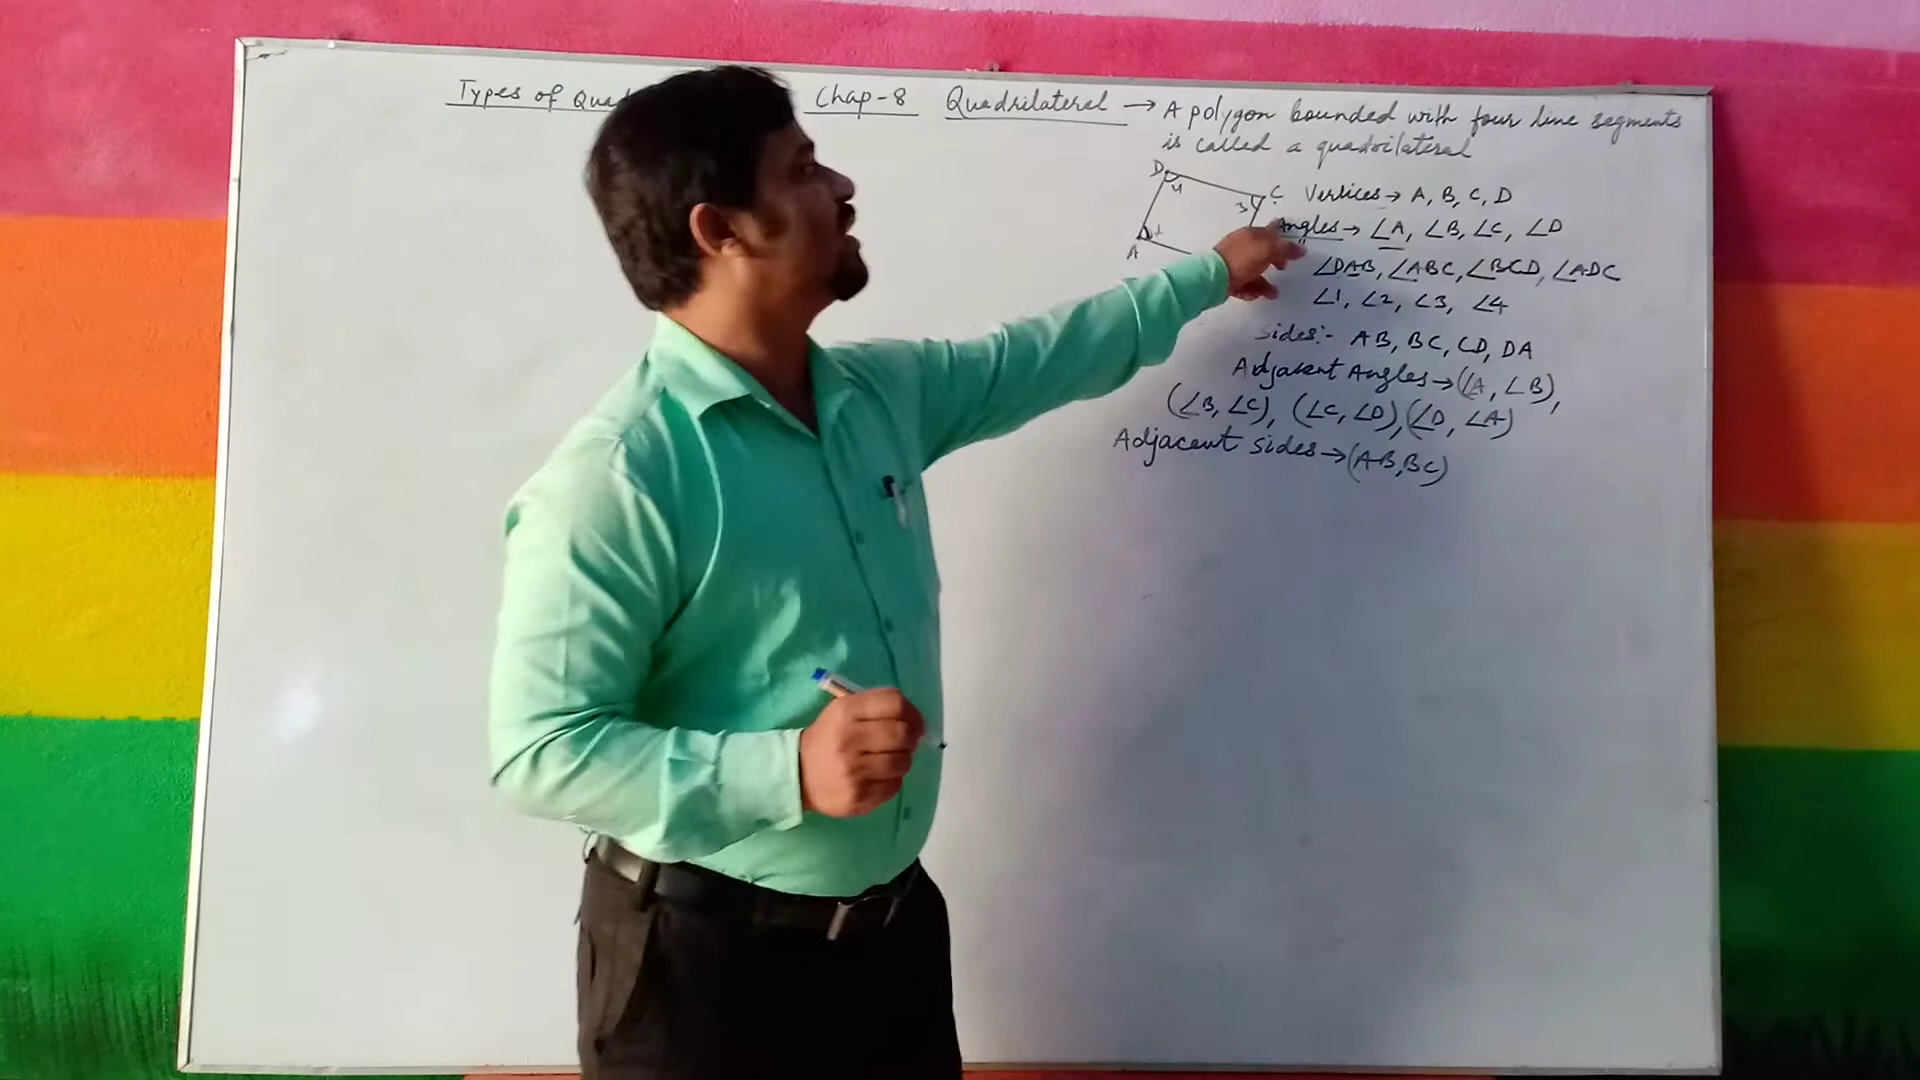 Types of Quad
Chap-8
Quadrilateral → A polygon bounded with four line segments
is called a quadrilateral
D
4
C
3
A
1
Vertices → A, B, C, D
Angles → ∠A, ∠B, ∠C, ∠D
∠DAB, ∠ABC, ∠BCD, ∠ADC
∠1, ∠2, ∠3, ∠4
Sides:- AB, BC, CD, DA
Adjacent Angles → (∠A, ∠B),
(∠B, ∠C), (∠C, ∠D), (∠D, ∠A)
Adjacent sides → (AB, BC)